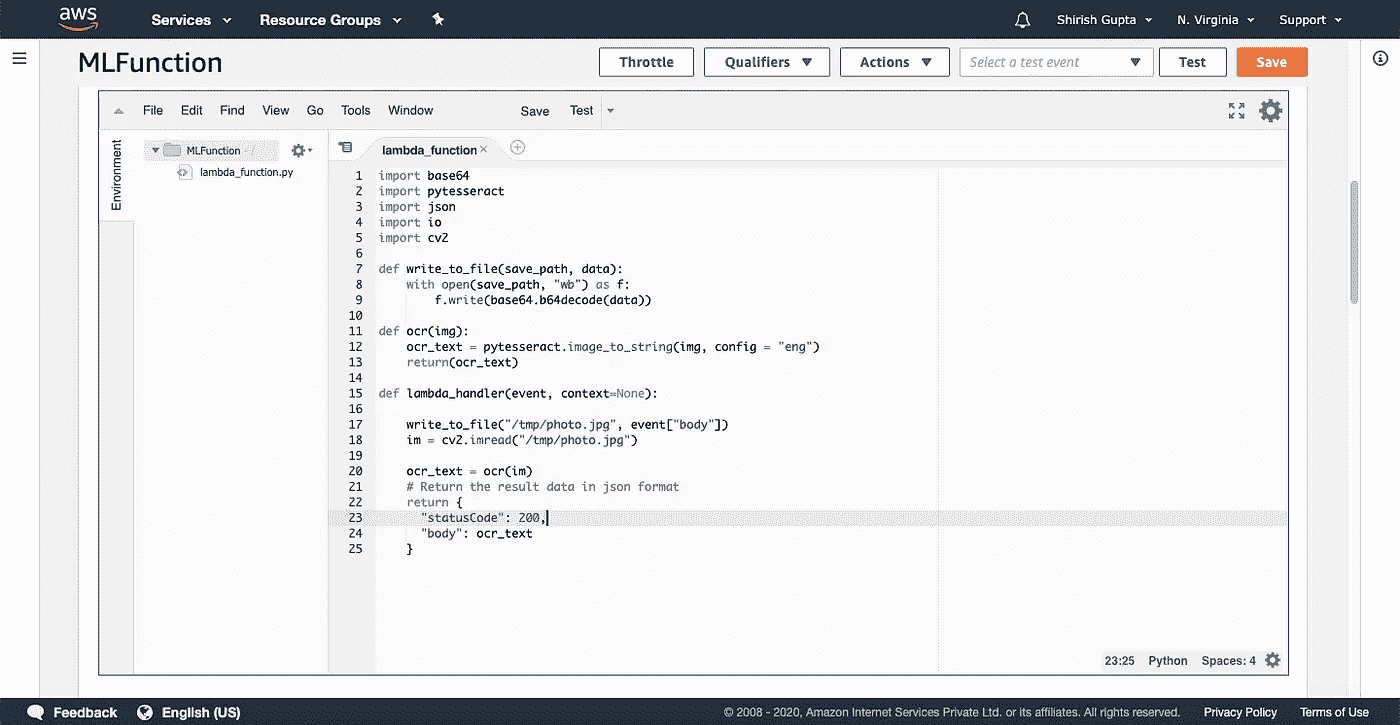 aws Services Resource Groups Shirish Gupta N. Virginia Support
MLFunction Throttle Qualifiers Actions Select a test event Test Save
File Edit Find View Go Tools Window Save Test
Environment
MLFunction - /
lambda_function.py
lambda_function
1 import base64
2 import pytesseract
3 import json
4 import io
5 import cv2
6
7 def write_to_file(save_path, data):
8     with open(save_path, "wb") as f:
9         f.write(base64.b64decode(data))
10
11 def ocr(img):
12     ocr_text = pytesseract.image_to_string(img, config = "eng")
13     return(ocr_text)
14
15 def lambda_handler(event, context=None):
16
17     write_to_file("/tmp/photo.jpg", event["body"])
18     im = cv2.imread("/tmp/photo.jpg")
19
20     ocr_text = ocr(im)
21     # Return the result data in json format
22     return {
23       "statusCode": 200,
24       "body": ocr_text
25     }
23:25 Python Spaces: 4
Feedback English (US) © 2008 - 2020, Amazon Internet Services Private Ltd. or its affiliates. All rights reserved. Privacy Policy Terms of Use